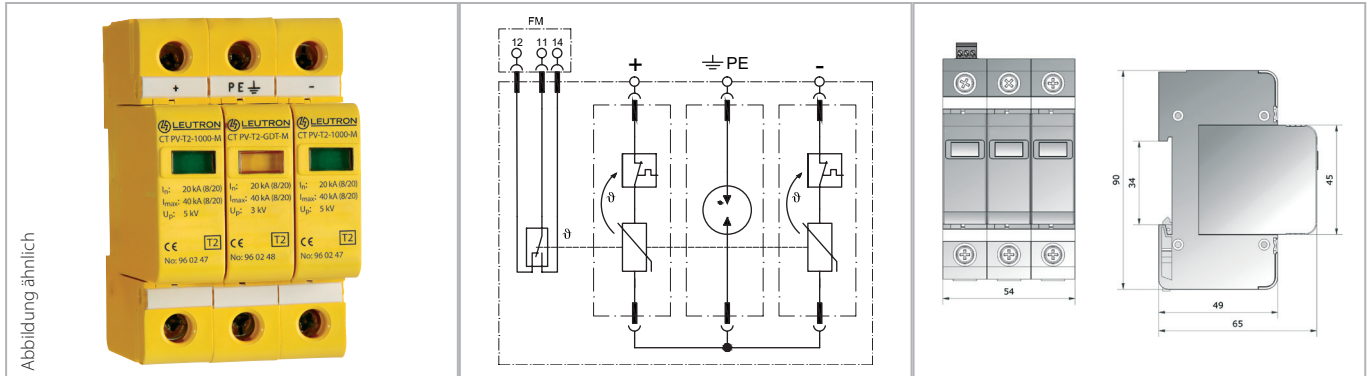 Abbildung ähnlich
+ PE -
LEUTRON
CT PV-T2-1000-M
In: 20 kA (8/20)
Imax: 40 kA (8/20)
Up: 5 kV
CE T2
No: 96 02 47
LEUTRON
CT PV-T2-GDT-M
In: 20 kA (8/20)
Imax: 40 kA (8/20)
Up: 3 kV
CE T2
No: 96 02 48
LEUTRON
CT PV-T2-1000-M
In: 20 kA (8/20)
Imax: 40 kA (8/20)
Up: 5 kV
CE T2
No: 96 02 47
FM
12 11 14
+ PE -
ϑ ϑ
ϑ
90
34
45
54
49
65